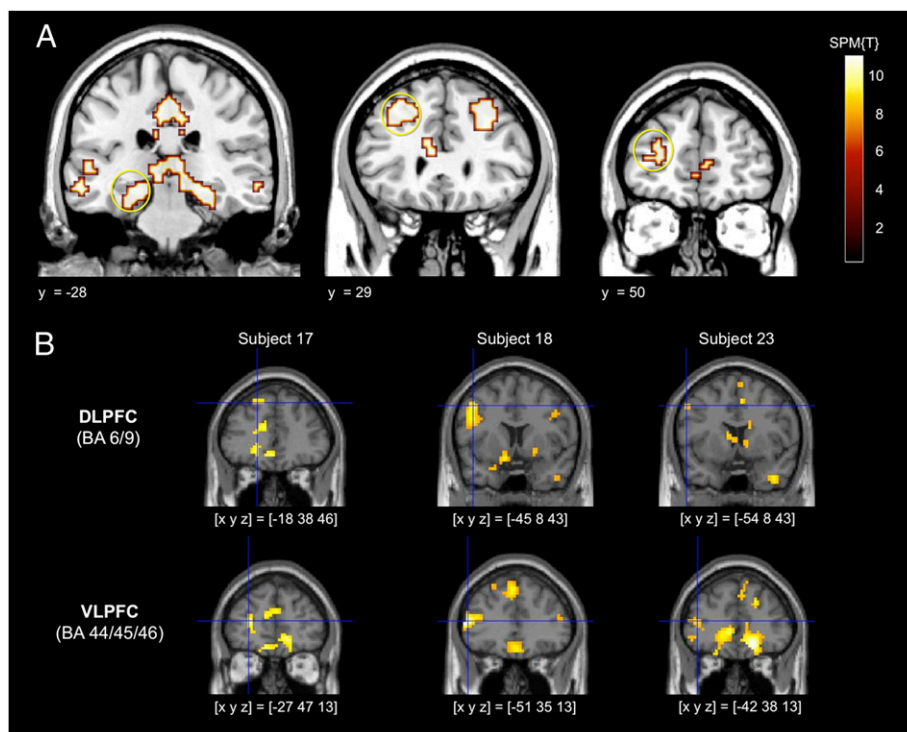 A
SPM{T}
10
8
6
4
2
y = -28
y = 29
y = 50
B
Subject 17
Subject 18
Subject 23
DLPFC
(BA 6/9)
[x y z] = [-18 38 46]
[x y z] = [-45 8 43]
[x y z] = [-54 8 43]
VLPFC
(BA 44/45/46)
[x y z] = [-27 47 13]
[x y z] = [-51 35 13]
[x y z] = [-42 38 13]